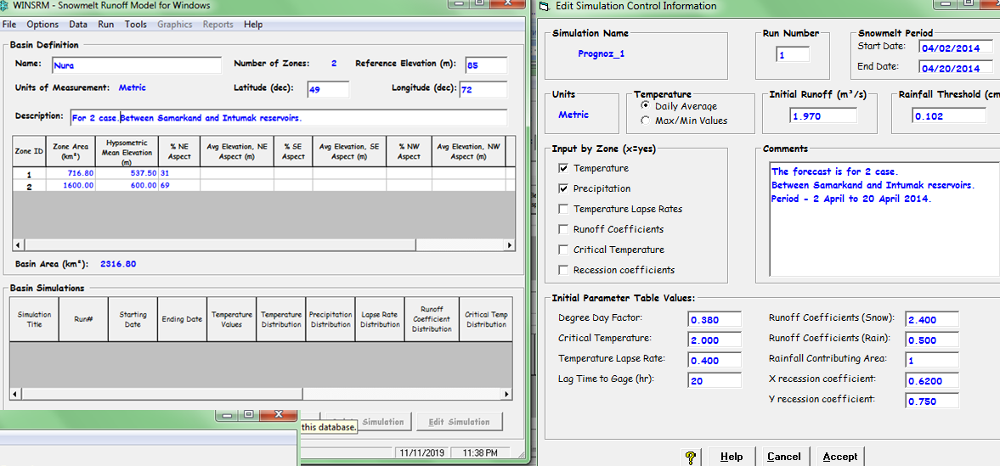 WINSRM - Snowmelt Runoff Model for Windows
File Options Data Run Tools Graphics Reports Help
Basin Definition
Name: Nura Number of Zones: 2 Reference Elevation (m): 85
Units of Measurement: Metric Latitude (dec): 49 Longitude (dec): 72
Description: For 2 case.Between Samarkand and Intumak reservoirs.
Zone ID Zone Area (km²) Hypsometric Mean Elevation (m) % NE Aspect Avg Elevation, NE Aspect (m) % SE Aspect Avg Elevation, SE Aspect (m) % NW Aspect Avg Elevation, NW Aspect (m)
1 716.80 537.50 31
2 1600.00 600.00 69
Basin Area (km²): 2316.80
Basin Simulations
Simulation Title Run# Starting Date Ending Date Temperature Values Temperature Distribution Precipitation Distribution Lapse Rate Distribution Runoff Coefficient Distribution Critical Temp Distribution
Simulation Edit Simulation
this database.
11/11/2019 11:38 PM
Edit Simulation Control Information
Simulation Name
Prognoz_1
Run Number
1
Snowmelt Period
Start Date: 04/02/2014
End Date: 04/20/2014
Units
Metric
Temperature
Daily Average
Max/Min Values
Initial Runoff (m³/s)
1.970
Rainfall Threshold (cm
0.102
Input by Zone (x=yes)
Temperature
Precipitation
Temperature Lapse Rates
Runoff Coefficients
Critical Temperature
Recession coefficients
Comments
The forecast is for 2 case.
Between Samarkand and Intumak reservoirs.
Period - 2 April to 20 April 2014.
Initial Parameter Table Values:
Degree Day Factor: 0.380 Runoff Coefficients (Snow): 2.400
Critical Temperature: 2.000 Runoff Coefficients (Rain): 0.500
Temperature Lapse Rate: 0.400 Rainfall Contributing Area: 1
Lag Time to Gage (hr): 20 X recession coefficient: 0.6200
Y recession coefficient: 0.750
? Help Cancel Accept